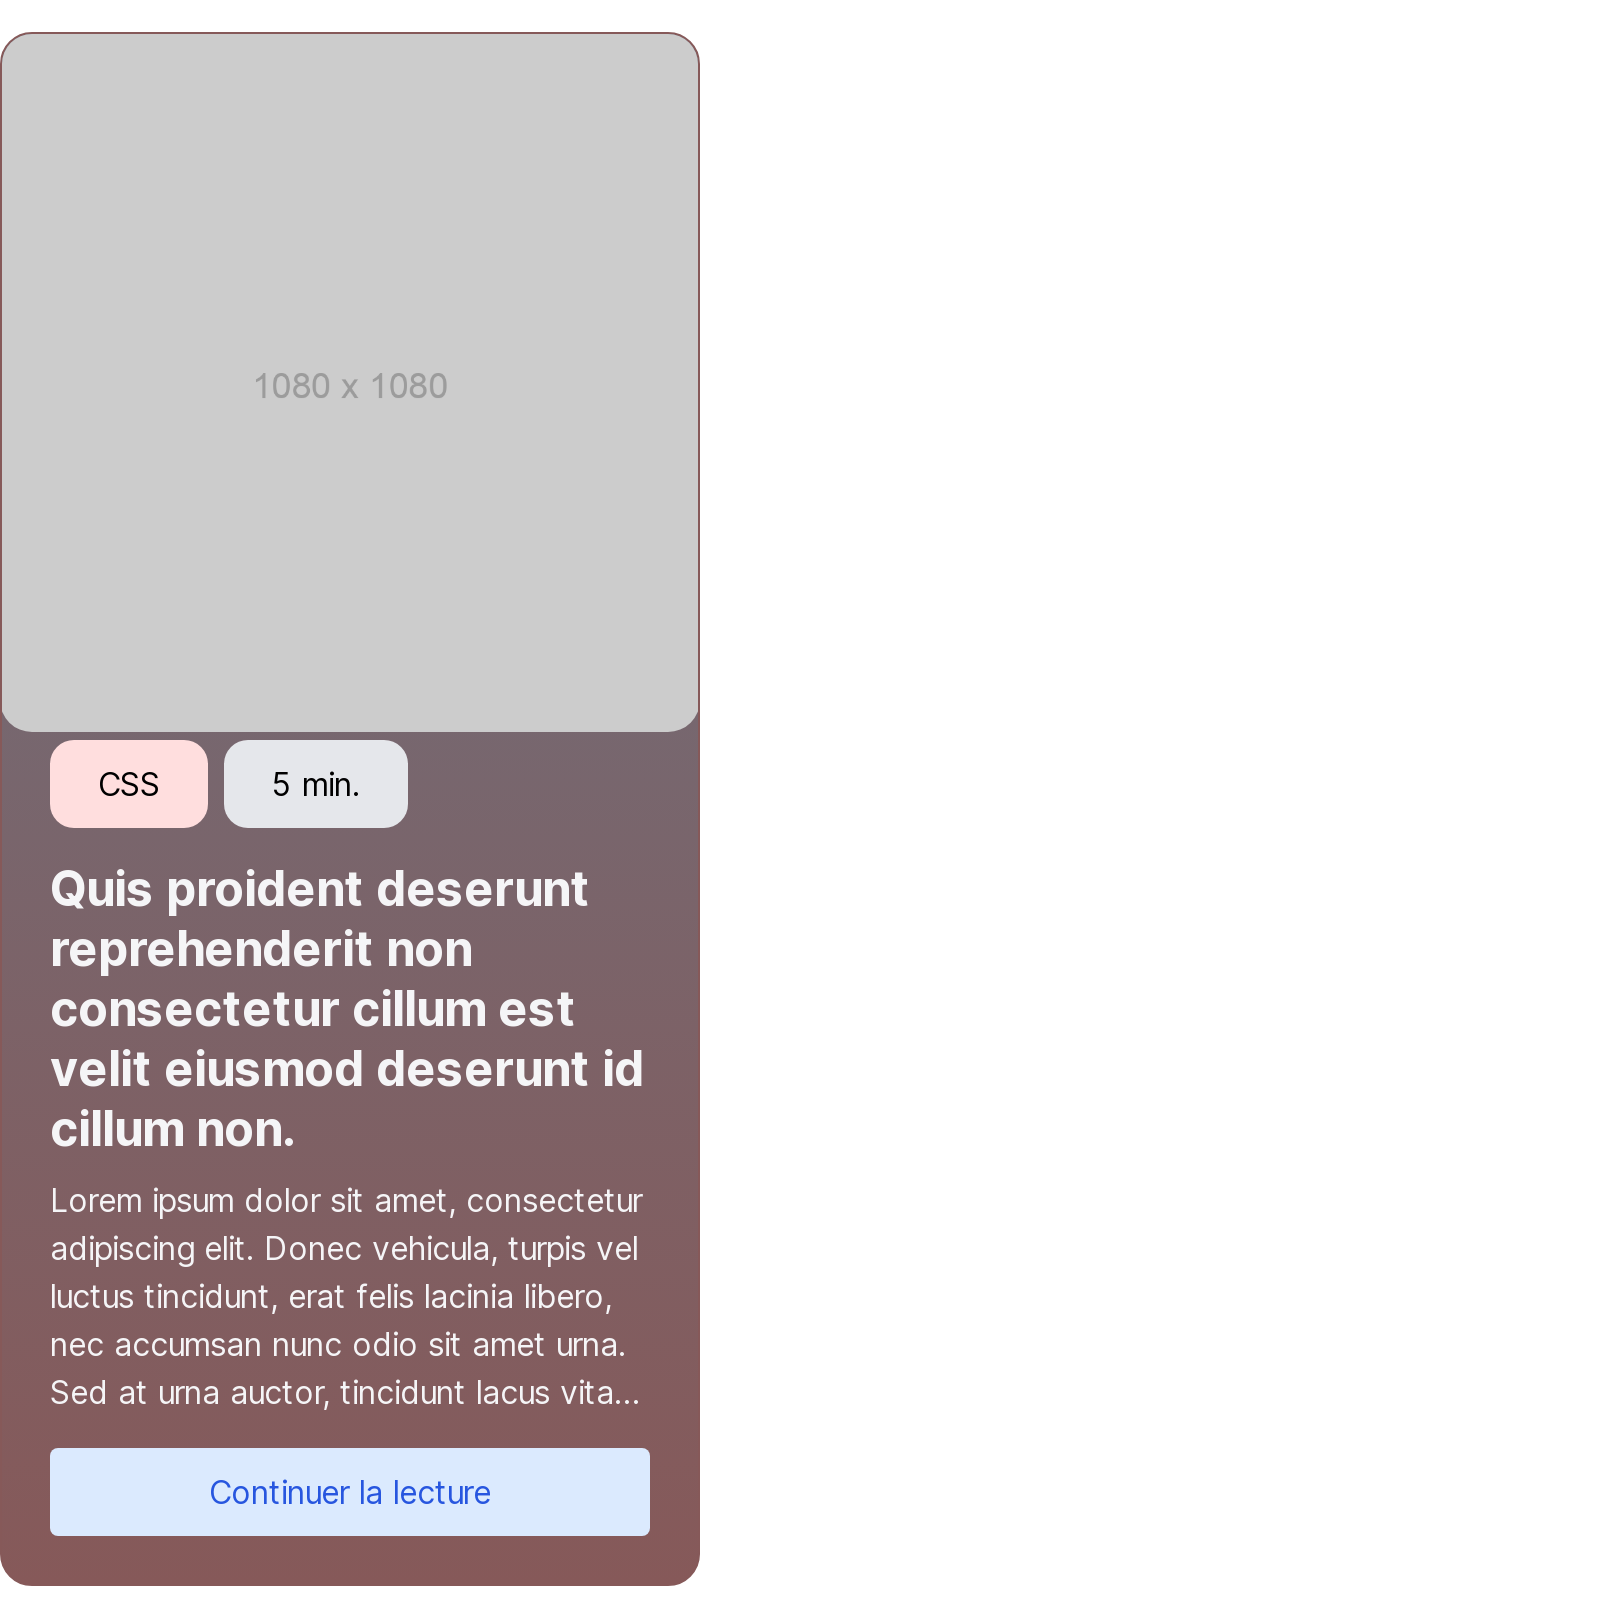 1080 x 1080
CSS
5 min.
Quis proident deserunt
reprehenderit non
consectetur cillum est
velit eiusmod deserunt id
cillum non.
Lorem ipsum dolor sit amet, consectetur
adipiscing elit. Donec vehicula, turpis vel
luctus tincidunt, erat felis lacinia libero,
nec accumsan nunc odio sit amet urna.
Sed at urna auctor, tincidunt lacus vita…
Continuer la lecture